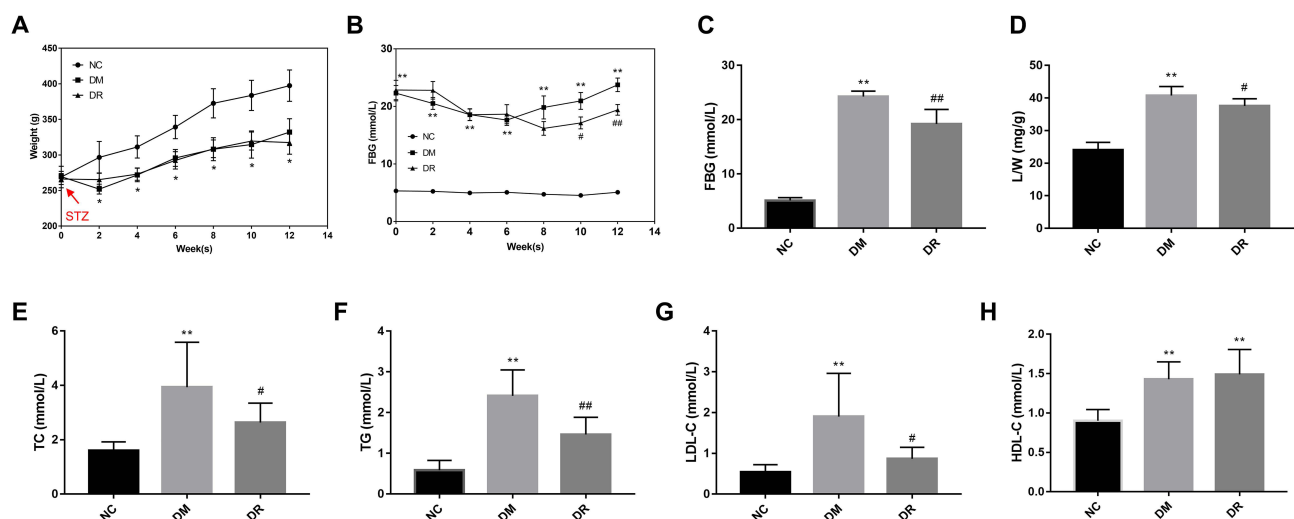 A
Weight (g)
450
400
350
300
250
200
NC
DM
DR
STZ
* * * * * *
0 2 4 6 8 10 12 14
Week(s)
B
FBG (mmol/L)
30
20
10
0
** ** ** **
** ** **
# ##
NC
DM
DR
0 2 4 6 8 10 12 14
Week(s)
C
FBG (mmol/L)
30
20
10
0
**
##
NC DM DR
D
L/W (mg/g)
50
40
30
20
10
0
**
#
NC DM DR
E
TC (mmol/L)
6
4
2
0
**
#
NC DM DR
F
TG (mmol/L)
4
3
2
1
0
**
##
NC DM DR
G
LDL-C (mmol/L)
4
3
2
1
0
**
#
NC DM DR
H
HDL-C (mmol/L)
2.0
1.5
1.0
0.5
0.0
** **
NC DM DR